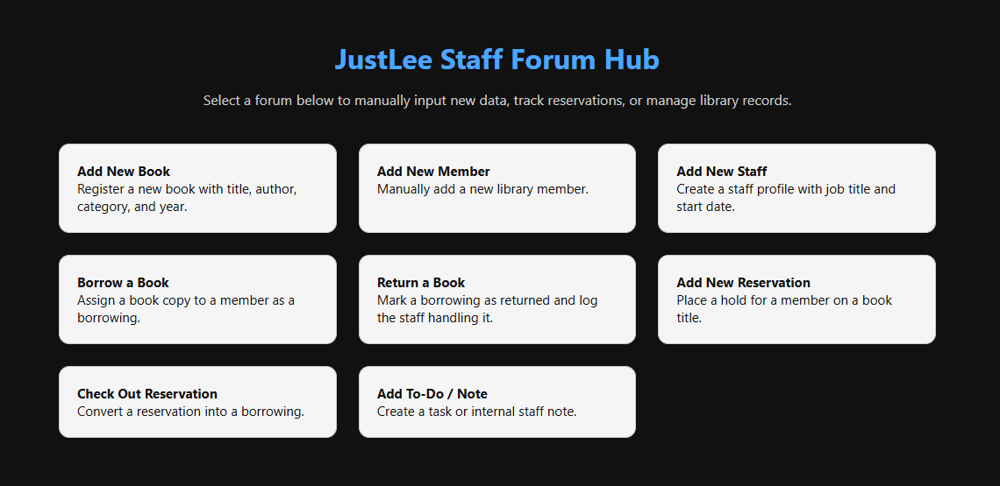 JustLee Staff Forum Hub
Select a forum below to manually input new data, track reservations, or manage library records.
Add New Book
Register a new book with title, author,
category, and year.
Add New Member
Manually add a new library member.
Add New Staff
Create a staff profile with job title and
start date.
Borrow a Book
Assign a book copy to a member as a
borrowing.
Return a Book
Mark a borrowing as returned and log
the staff handling it.
Add New Reservation
Place a hold for a member on a book
title.
Check Out Reservation
Convert a reservation into a borrowing.
Add To-Do / Note
Create a task or internal staff note.